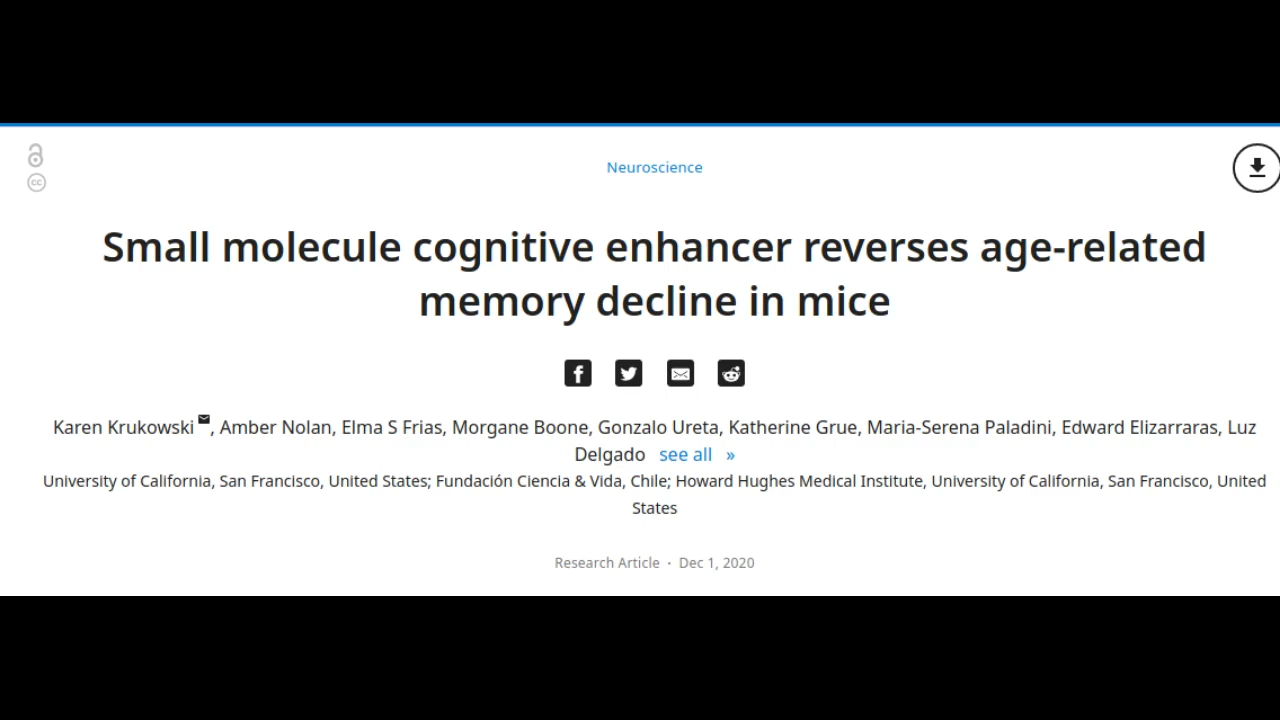 Neuroscience
cc
Small molecule cognitive enhancer reverses age-related
memory decline in mice
Karen Krukowski, Amber Nolan, Elma S Frias, Morgane Boone, Gonzalo Ureta, Katherine Grue, Maria-Serena Paladini, Edward Elizarraras, Luz
Delgado see all »
University of California, San Francisco, United States; Fundación Ciencia & Vida, Chile; Howard Hughes Medical Institute, University of California, San Francisco, United
States
Research Article · Dec 1, 2020